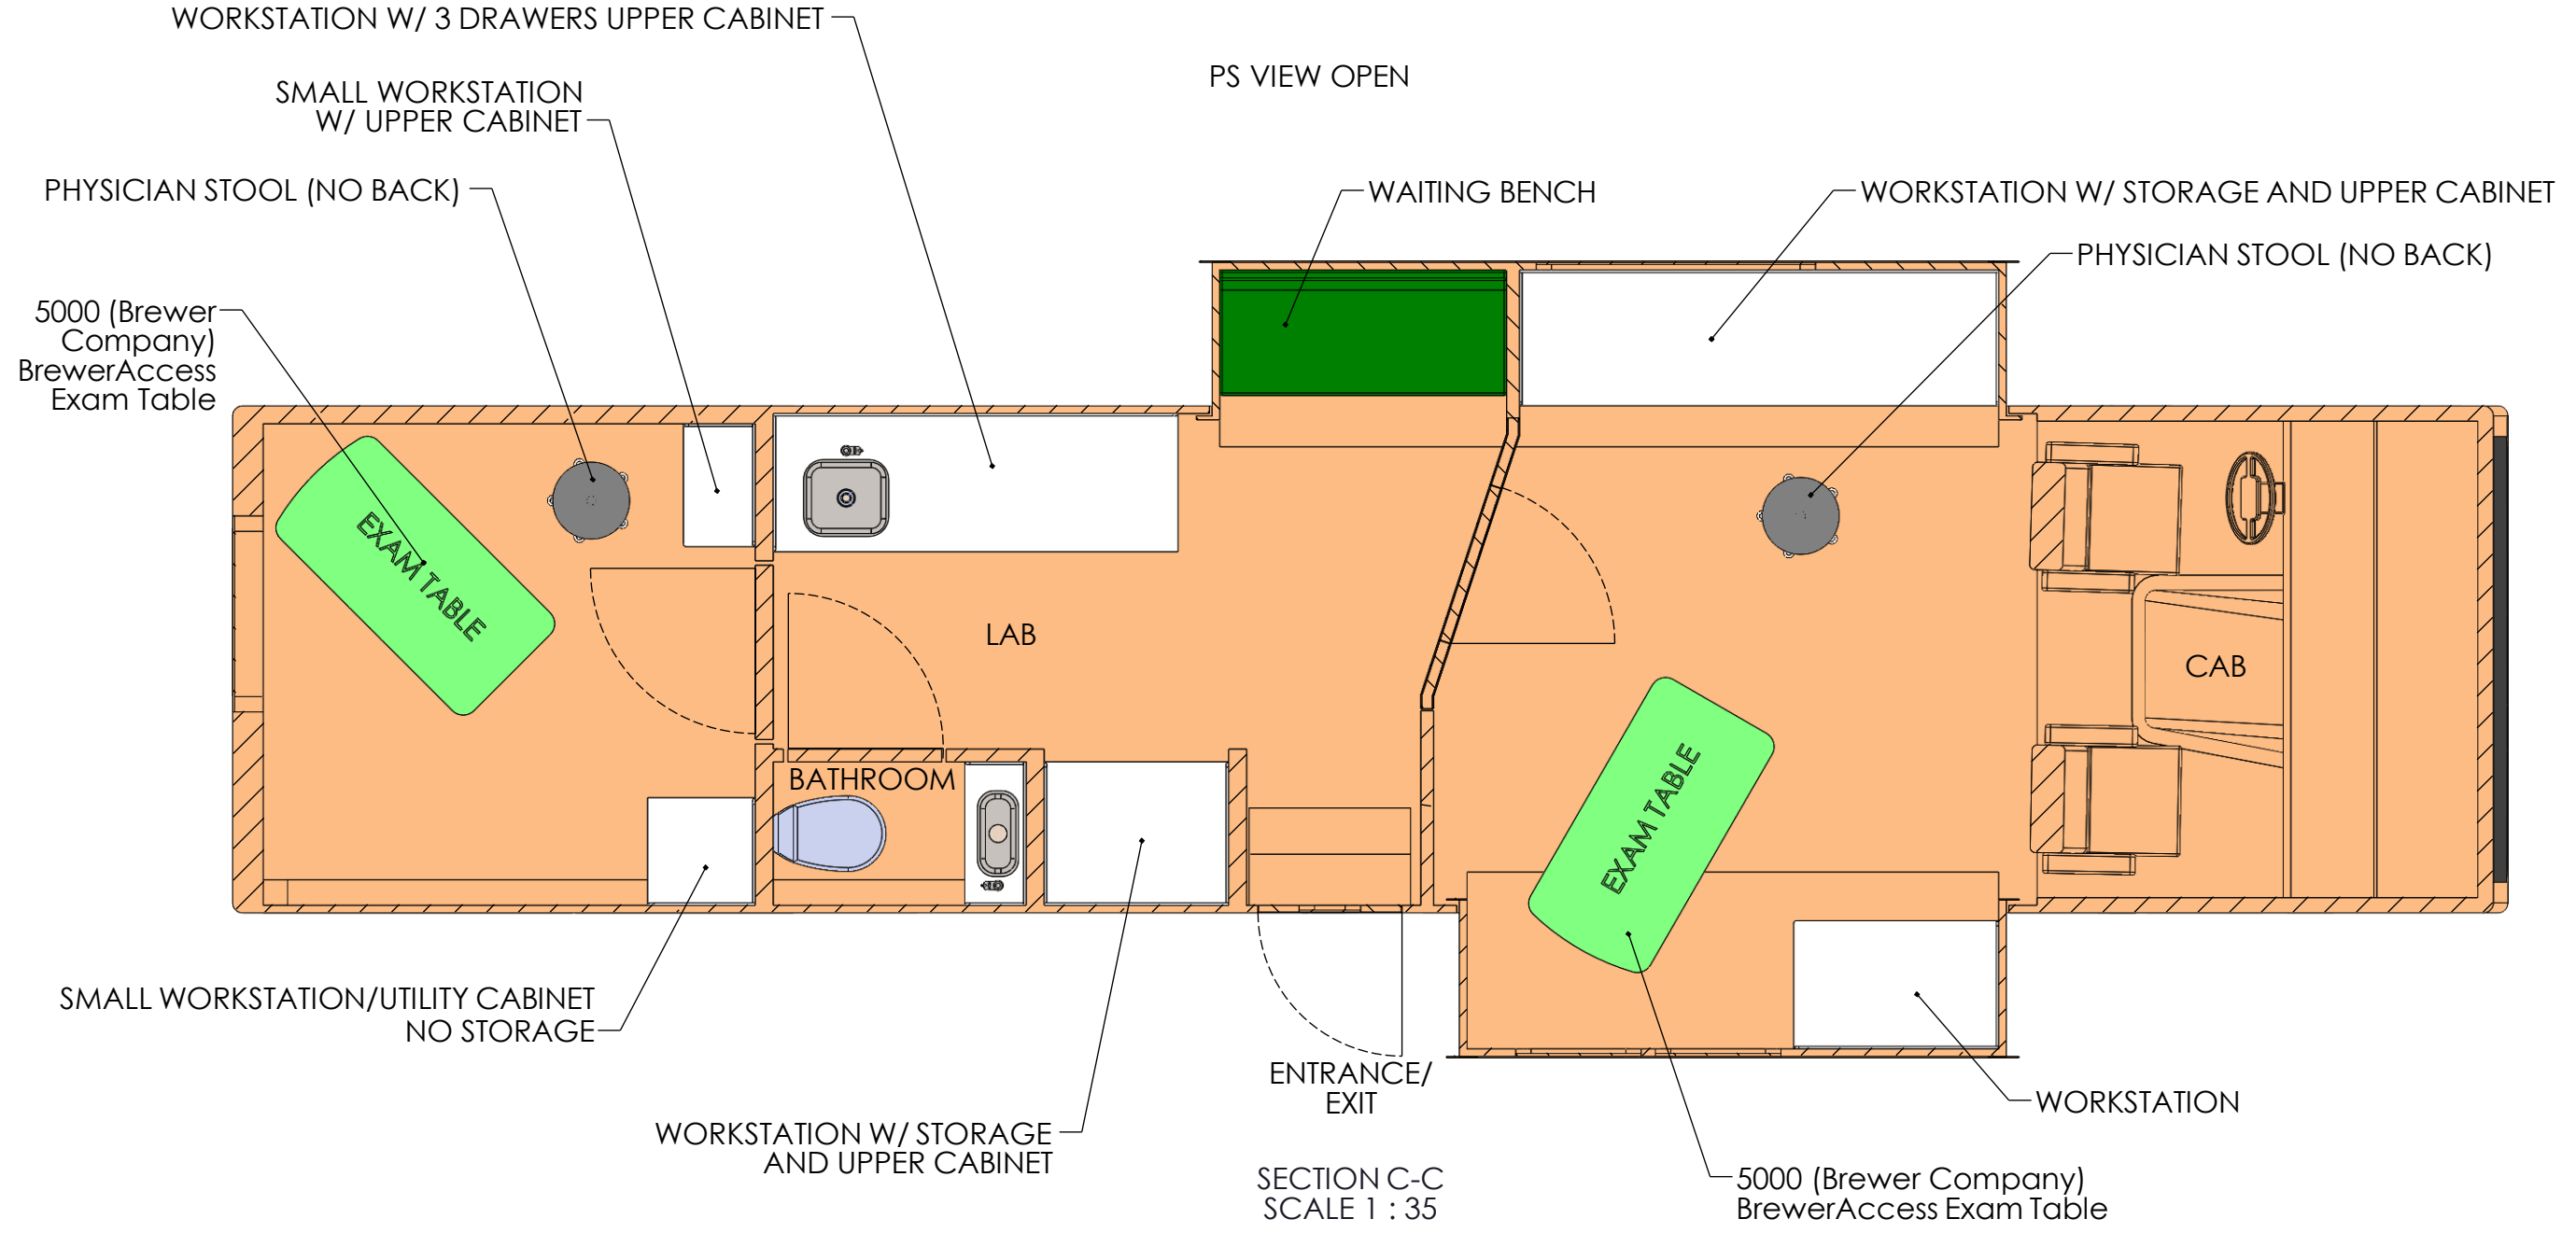 WORKSTATION W/ 3 DRAWERS UPPER CABINET
PS VIEW OPEN
SMALL WORKSTATION
W/ UPPER CABINET
PHYSICIAN STOOL (NO BACK)
WAITING BENCH
WORKSTATION W/ STORAGE AND UPPER CABINET
PHYSICIAN STOOL (NO BACK)
5000 (Brewer
Company)
BrewerAccess
Exam Table
EXAM TABLE
LAB
CAB
BATHROOM
EXAM TABLE
SMALL WORKSTATION/UTILITY CABINET
NO STORAGE
ENTRANCE/
EXIT
WORKSTATION
WORKSTATION W/ STORAGE
AND UPPER CABINET
SECTION C-C
SCALE 1 : 35
5000 (Brewer Company)
BrewerAccess Exam Table